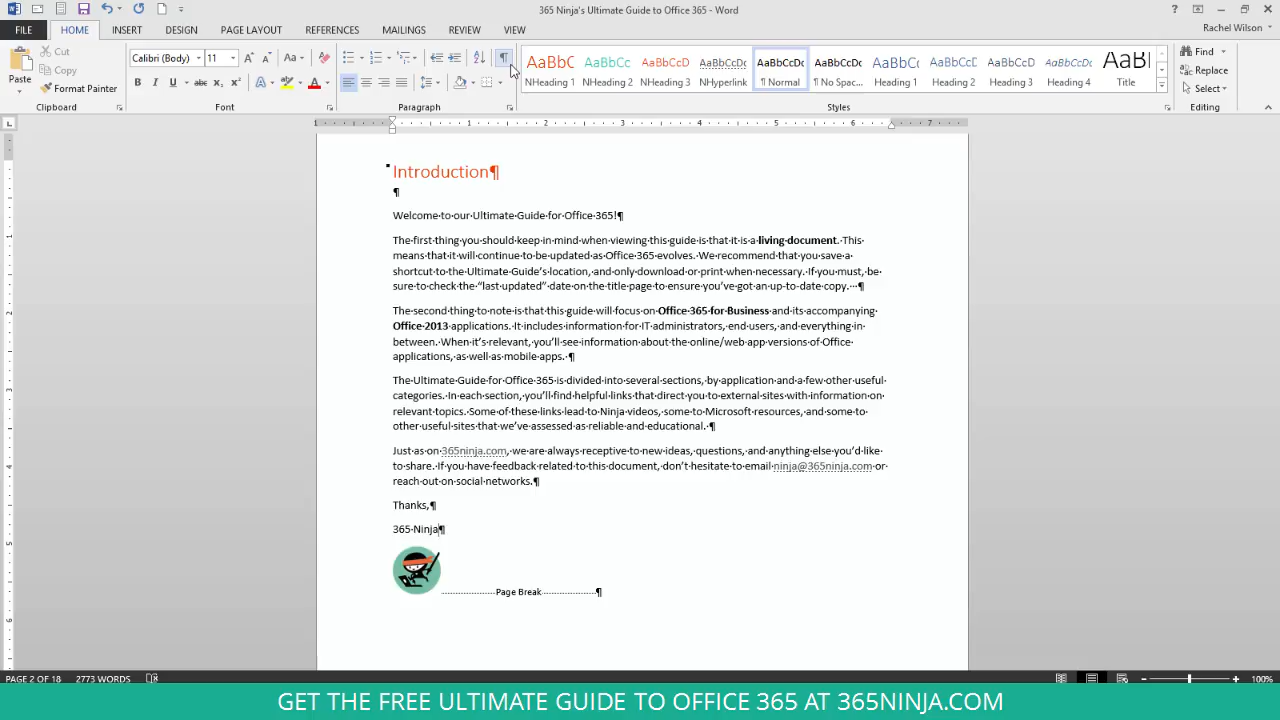 365 Ninja's Ultimate Guide to Office 365 - Word
Rachel Wilson
FILE HOME INSERT DESIGN PAGE LAYOUT REFERENCES MAILINGS REVIEW VIEW
Paste
Cut
Copy
Format Painter
Clipboard
Calibri (Body) 11
Font
Paragraph
AaBbC AaBbCc AaBbCcD AaBbCcDc AaBbCcDc AaBbCcDc AaBbC AaBbCcD AaBbCcD AaBbCcDc AaBl
NHeading 1 NHeading 2 NHeading 3 NHyperlink ¶ Normal ¶ No Spac... Heading 1 Heading 2 Heading 3 Heading 4 Title
Styles
Find
Replace
Select
Editing
1 1 2 3 4 5 6 7
Introduction¶
¶
Welcome·to·our·Ultimate·Guide·for·Office·365!¶
The·first·thing·you·should·keep·in·mind·when·viewing·this·guide·is·that·it·is·a·living·document.·This·
means·that·it·will·continue·to·be·updated·as·Office·365·evolves.·We·recommend·that·you·save·a·
shortcut·to·the·Ultimate·Guide's·location,·and·only·download·or·print·when·necessary.·If·you·must,·be·
sure·to·check·the·“last·updated”·date·on·the·title·page·to·ensure·you've·got·an·up-to-date·copy.··¶
The·second·thing·to·note·is·that·this·guide·will·focus·on·Office·365·for·Business·and·its·accompanying·
Office·2013·applications.·It·includes·information·for·IT·administrators,·end·users,·and·everything·in·
between.·When·it's·relevant,·you'll·see·information·about·the·online/web·app·versions·of·Office·
applications,·as·well·as·mobile·apps.·¶
The·Ultimate·Guide·for·Office·365·is·divided·into·several·sections,·by·application·and·a·few·other·useful·
categories.·In·each·section,·you'll·find·helpful·links·that·direct·you·to·external·sites·with·information·on·
relevant·topics.·Some·of·these·links·lead·to·Ninja·videos,·some·to·Microsoft·resources,·and·some·to·
other·useful·sites·that·we've·assessed·as·reliable·and·educational.·¶
Just·as·on·365ninja.com,·we·are·always·receptive·to·new·ideas,·questions,·and·anything·else·you'd·like·
to·share.·If·you·have·feedback·related·to·this·document,·don't·hesitate·to·email·ninja@365ninja.com·or·
reach·out·on·social·networks.¶
Thanks,¶
365·Ninja¶
Page Break¶
PAGE 2 OF 18 2773 WORDS 100%
GET THE FREE ULTIMATE GUIDE TO OFFICE 365 AT 365NINJA.COM